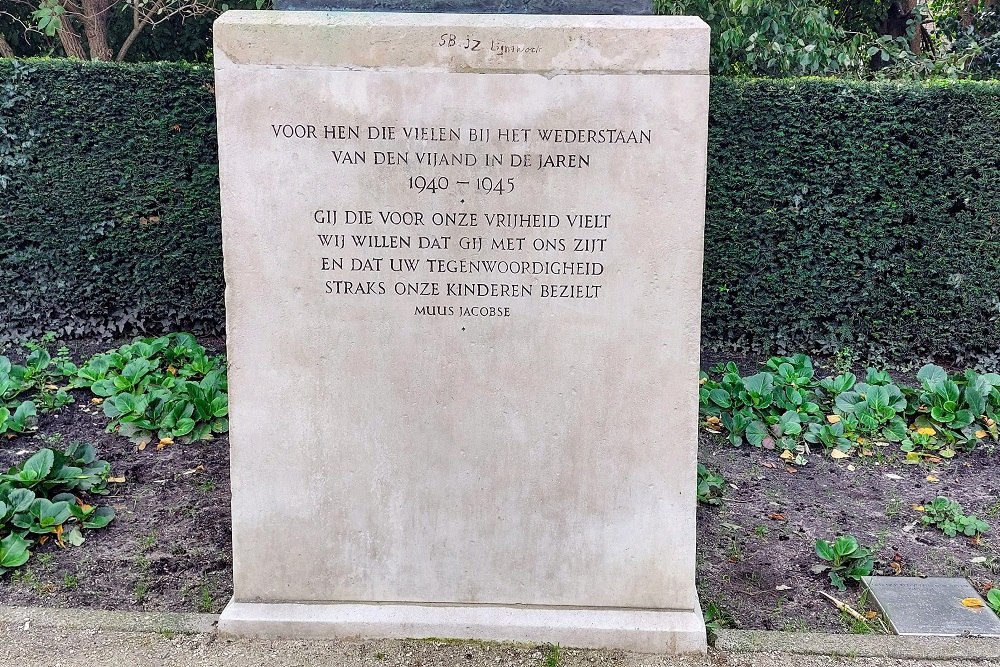 SB JZ
VOOR HEN DIE VIELEN BIJ HET WEDERSTAAN
VAN DEN VIJAND IN DE JAREN
1940 – 1945
GIJ DIE VOOR ONZE VRIJHEID VIELT
WIJ WILLEN DAT GIJ MET ONS ZIJT
EN DAT UW TEGENWOORDIGHEID
STRAKS ONZE KINDEREN BEZIELT
MUUS JACOBSE